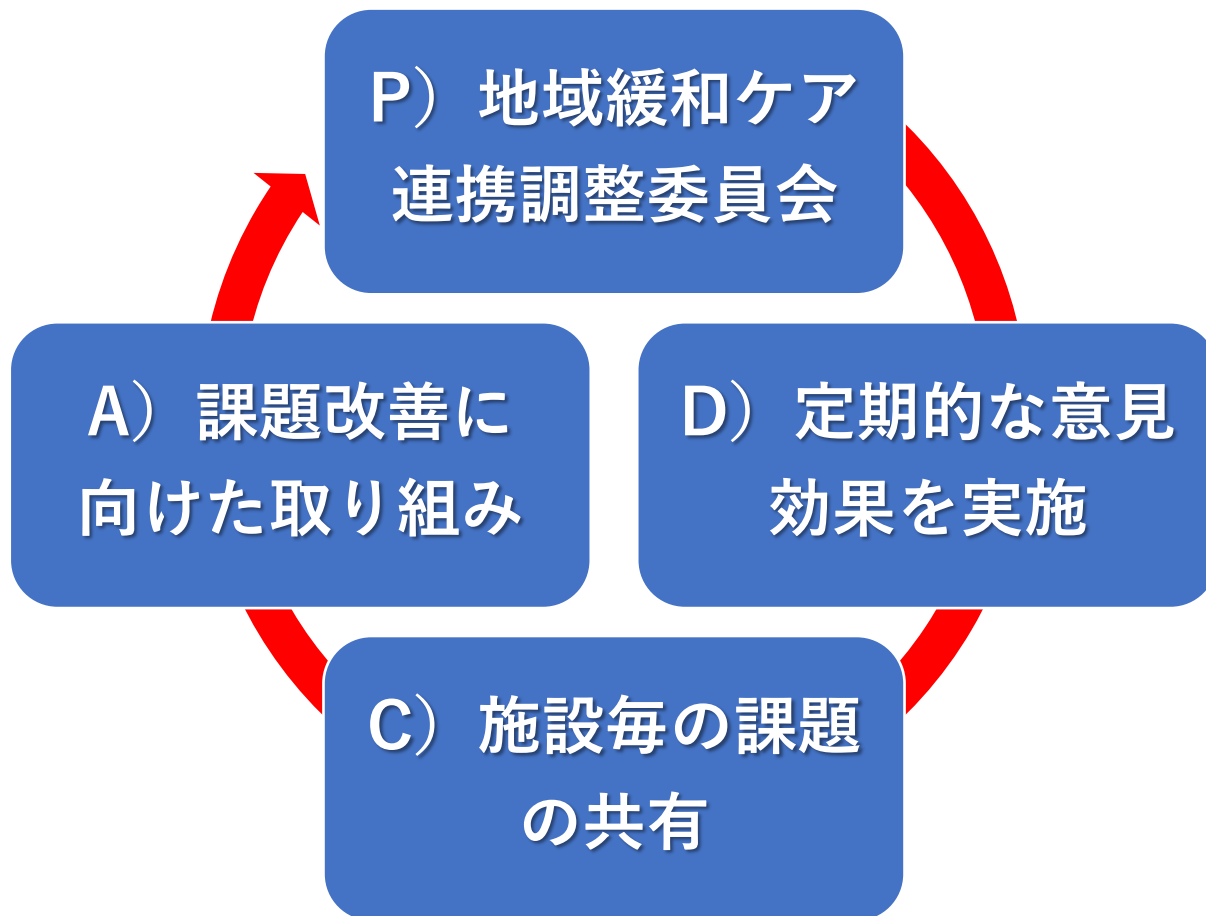 P）地域緩和ケア
連携調整委員会
A）課題改善に
向けた取り組み
D）定期的な意見
効果を実施
C）施設毎の課題
の共有